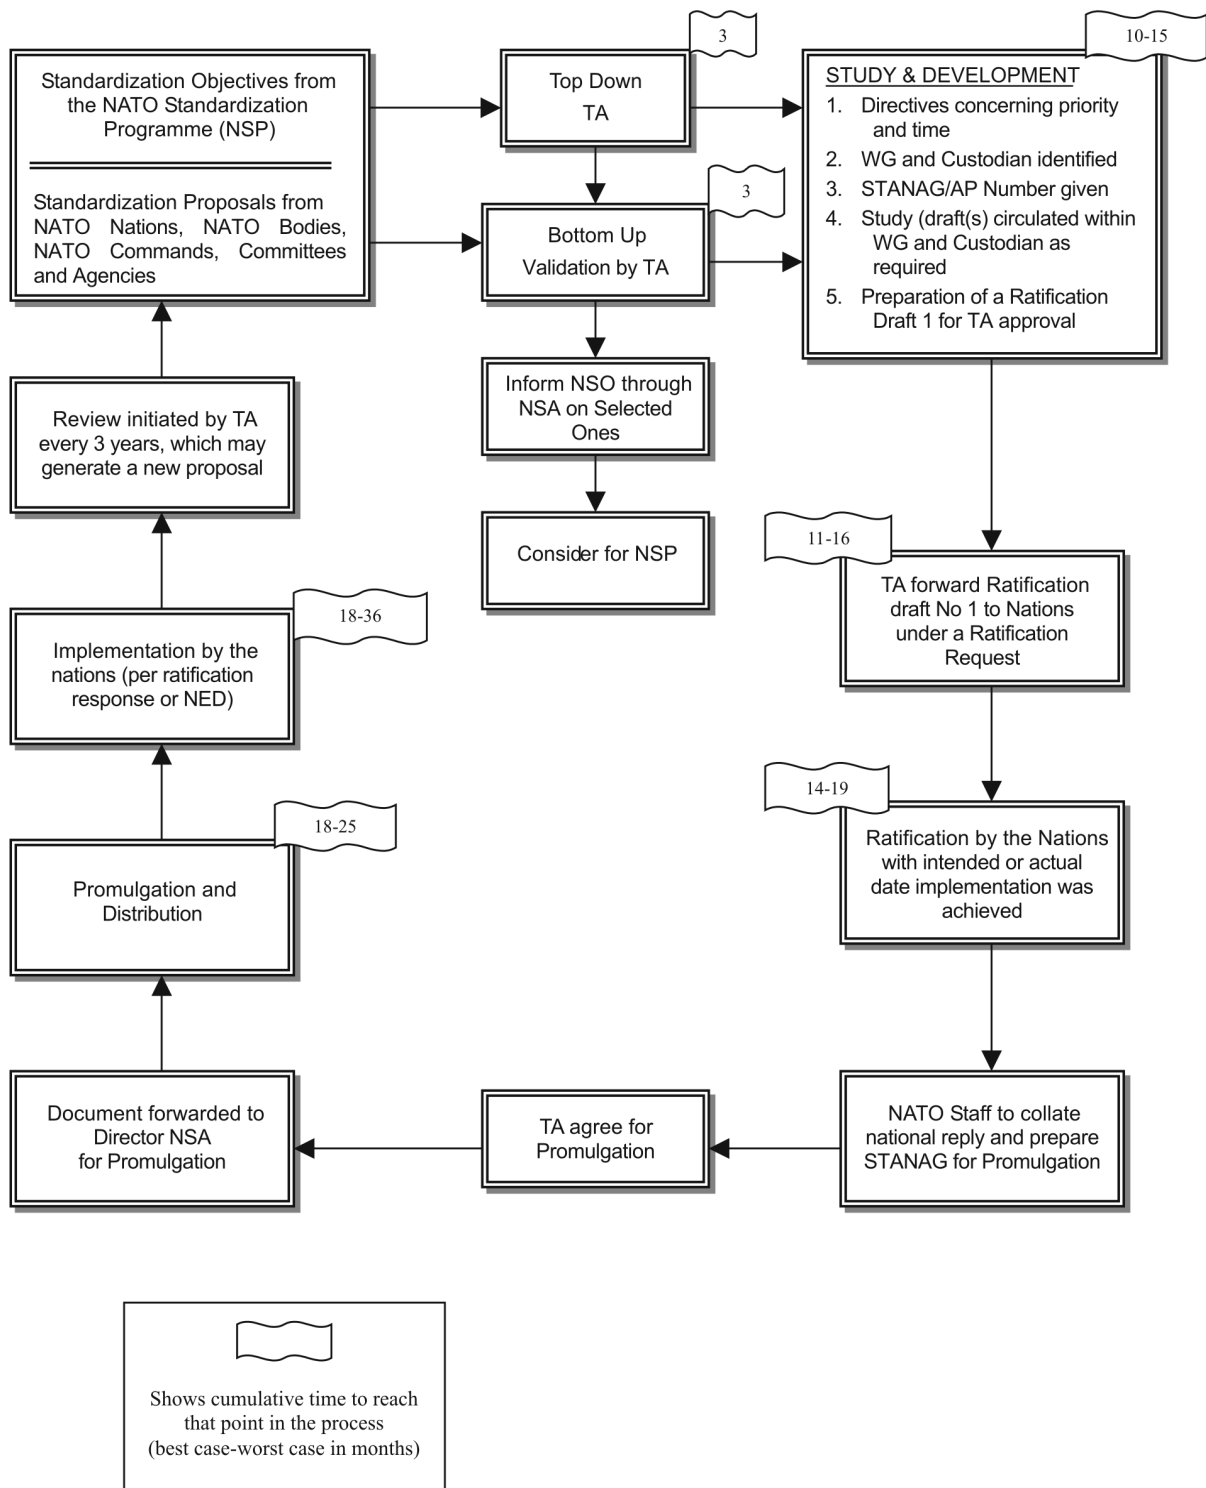 3
10-15
Standardization Objectives from
the NATO Standardization
Programme (NSP)
Standardization Proposals from
NATO Nations, NATO Bodies,
NATO Commands, Committees
and Agencies
Top Down
TA
3
Bottom Up
Validation by TA
STUDY & DEVELOPMENT
1. Directives concerning priority
and time
2. WG and Custodian identified
3. STANAG/AP Number given
4. Study (draft(s) circulated within
WG and Custodian as
required
5. Preparation of a Ratification
Draft 1 for TA approval
Inform NSO through
NSA on Selected
Ones
Consider for NSP
Review initiated by TA
every 3 years, which may
generate a new proposal
11-16
TA forward Ratification
draft No 1 to Nations
under a Ratification
Request
18-36
Implementation by the
nations (per ratification
response or NED)
14-19
Ratification by the Nations
with intended or actual
date implementation was
achieved
18-25
Promulgation and
Distribution
Document forwarded to
Director NSA
for Promulgation
TA agree for
Promulgation
NATO Staff to collate
national reply and prepare
STANAG for Promulgation
Shows cumulative time to reach
that point in the process
(best case-worst case in months)